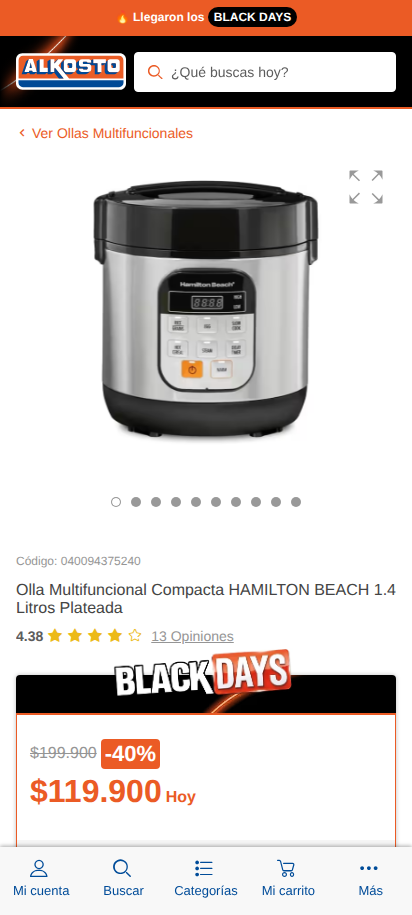 🔥 Llegaron los BLACK DAYS
ALKOSTO
¿Qué buscas hoy?
Ver Ollas Multifuncionales
Hamilton Beach
Código: 040094375240
Olla Multifuncional Compacta HAMILTON BEACH 1.4
Litros Plateada
4.38 13 Opiniones
BLACK DAYS
$199.900 -40%
$119.900 Hoy
Mi cuenta Buscar Categorías Mi carrito Más